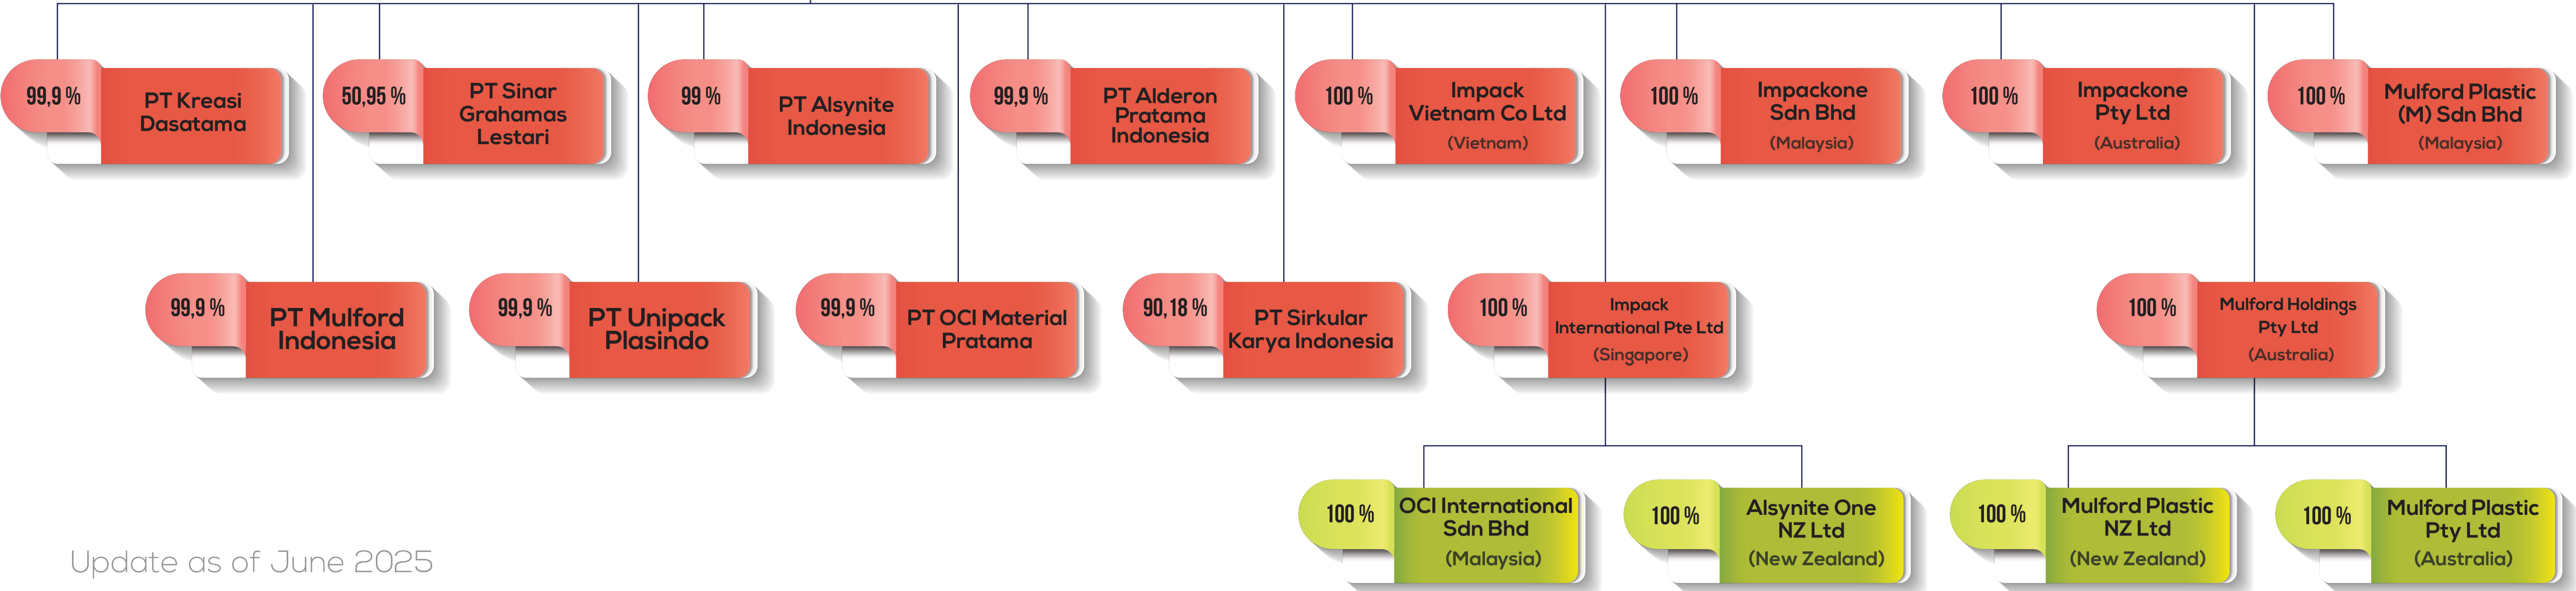 99,9 %
PT Kreasi
Dasatama
50,95 %
PT Sinar
Grahamas
Lestari
99 %
PT Alsynite
Indonesia
99,9 %
PT Alderon
Pratama
Indonesia
100 %
Impack
Vietnam Co Ltd
(Vietnam)
100 %
Impackone
Sdn Bhd
(Malaysia)
100 %
Impackone
Pty Ltd
(Australia)
100 %
Mulford Plastic
(M) Sdn Bhd
(Malaysia)
99,9 %
PT Mulford
Indonesia
99,9 %
PT Unipack
Plasindo
99,9 %
PT OCI Material
Pratama
90,18 %
PT Sirkular
Karya Indonesia
100 %
Impack
International Pte Ltd
(Singapore)
100 %
Mulford Holdings
Pty Ltd
(Australia)
100 %
OCI International
Sdn Bhd
(Malaysia)
100 %
Alsynite One
NZ Ltd
(New Zealand)
100 %
Mulford Plastic
NZ Ltd
(New Zealand)
100 %
Mulford Plastic
Pty Ltd
(Australia)
Update as of June 2025